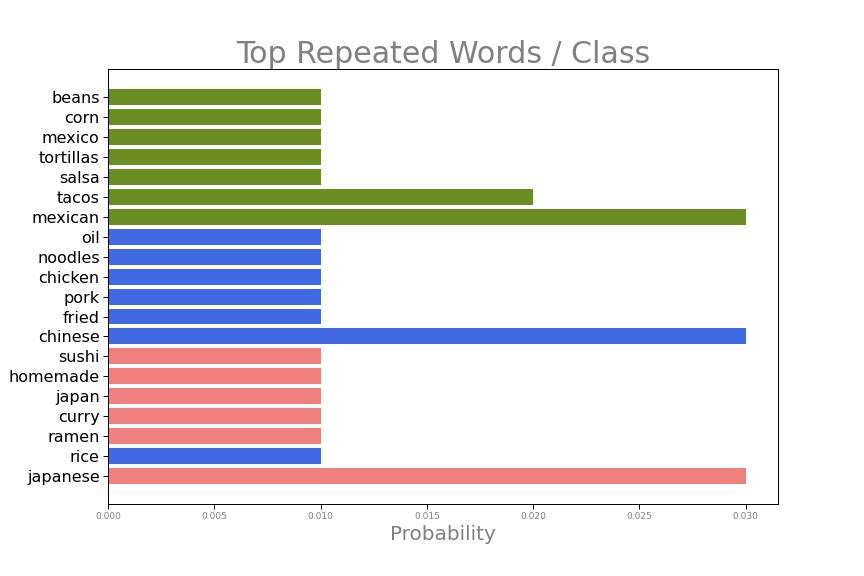 Top Repeated Words / Class
beans
corn
mexico
tortillas
salsa
tacos
mexican
oil
noodles
chicken
pork
fried
chinese
sushi
homemade
japan
curry
ramen
rice
japanese
0.000 0.005 0.010 0.015 0.020 0.025 0.030
Probability